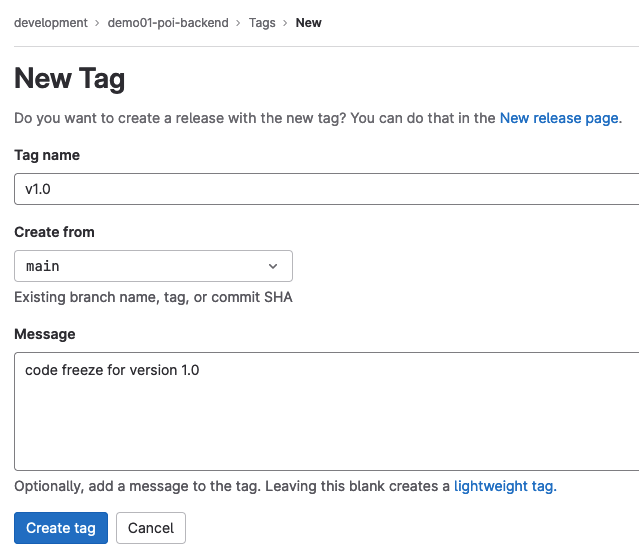 development > demo01-poi-backend > Tags > New
New Tag
Do you want to create a release with the new tag? You can do that in the New release page.
Tag name
v1.0
Create from
main
Existing branch name, tag, or commit SHA
Message
code freeze for version 1.0
Optionally, add a message to the tag. Leaving this blank creates a lightweight tag.
Create tag Cancel